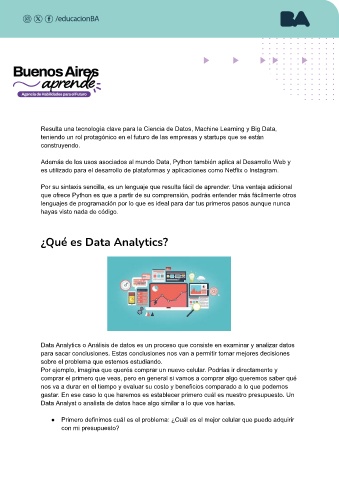 /educacionBA
BA
Buenos Aires
aprende
Agencia de Habilidades para el Futuro
Resulta una tecnología clave para la Ciencia de Datos, Machine Learning y Big Data,
teniendo un rol protagónico en el futuro de las empresas y startups que se están
construyendo.
Además de los usos asociados al mundo Data, Python también aplica al Desarrollo Web y
es utilizado para el desarrollo de plataformas y aplicaciones como Netflix o Instagram.
Por su sintaxis sencilla, es un lenguaje que resulta fácil de aprender. Una ventaja adicional
que ofrece Python es que a partir de su comprensión, podrás entender más fácilmente otros
lenguajes de programación por lo que es ideal para dar tus primeros pasos aunque nunca
hayas visto nada de código.
¿Qué es Data Analytics?
Data Analytics o Análisis de datos es un proceso que consiste en examinar y analizar datos
para sacar conclusiones. Estas conclusiones nos van a permitir tomar mejores decisiones
sobre el problema que estemos estudiando.
Por ejemplo, imagina que querés comprar un nuevo celular. Podrías ir directamente y
comprar el primero que veas, pero en general si vamos a comprar algo queremos saber qué
nos va a durar en el tiempo y evaluar su costo y beneficios comparado a lo que podemos
gastar. En ese caso lo que haremos es establecer primero cuál es nuestro presupuesto. Un
Data Analyst o analista de datos hace algo similar a lo que vos harías.
● Primero definimos cuál es el problema: ¿Cuál es el mejor celular que puedo adquirir
con mi presupuesto?